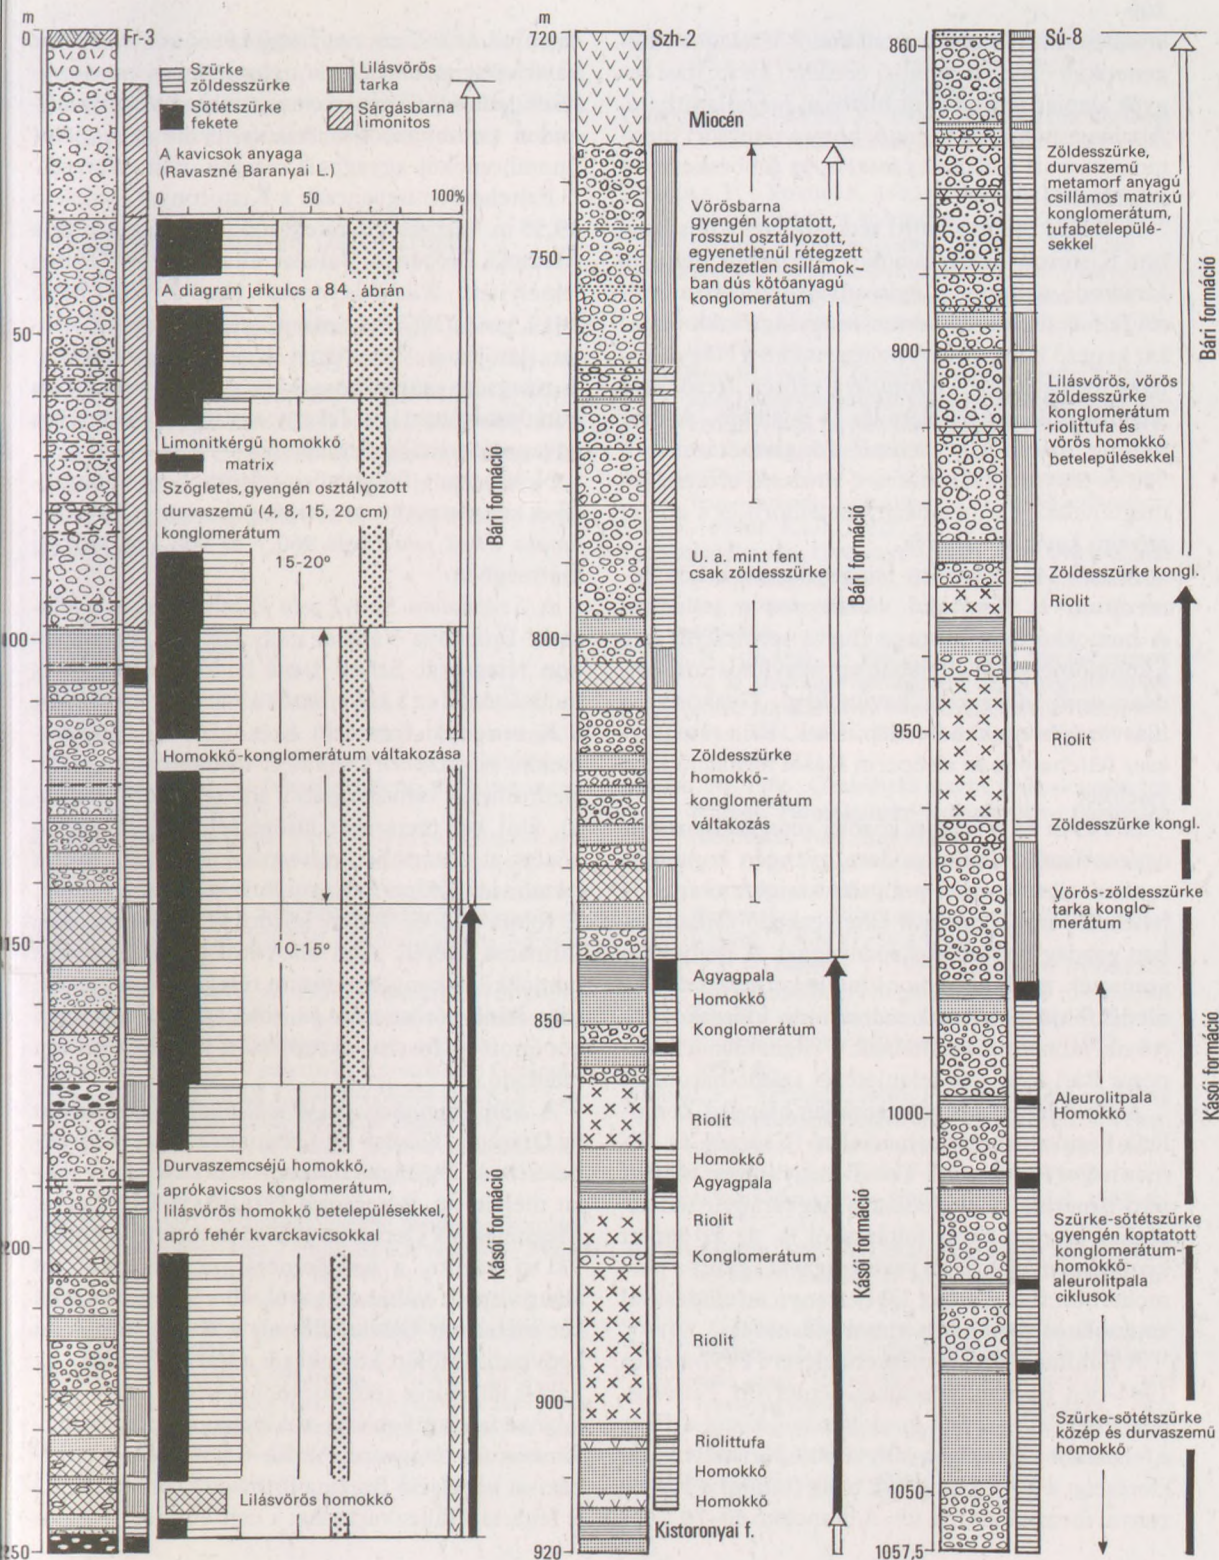 m
0
50
100
150
200
250
Fr-3
Szürke
zöldesszürke
Lilásvörös
tarka
Sötétszürke
fekete
Sárgásbarna
limonitos
A kavicsok anyaga
(Ravaszné Baranyai L.)
0 50 100%
A diagram jelkulcs a 84. ábrán
Limonitkérgű homokkő
matrix
Szögletes, gyengén osztályozott
durvaszemű (4, 8, 15, 20 cm)
konglomerátum
15-20°
Homokkő-konglomerátum váltakozása
10-15°
Durvaszemcséjű homokkő,
aprókavicsos konglomerátum,
lilásvörös homokkő betelepülésekkel,
apró fehér kvarckavicsokkal
Lilásvörös homokkő
Bári formáció
Kásói formáció
m
720
750
800
850
900
920
Szh-2
Miocén
Vörösbarna
gyengén koptatott,
rosszul osztályozott,
egyenetlenül rétegzett
rendezetlen csillámok-
ban dús kötőanyagú
konglomerátum
U. a. mint fent
csak zöldesszürke
Zöldesszürke
homokkő-
konglomerátum
váltakozás
Agyagpala
Homokkő
Konglomerátum
Riolit
Homokkő
Agyagpala
Riolit
Konglomerátum
Riolit
Riolittufa
Homokkő
Homokkő
Kistoronyai f.
Bári formáció
Kásói formáció
860
900
950
1000
1050
1057,5
Sú-8
Zöldesszürke,
durvaszemű
metamorf anyagú
csillámos matrixú
konglomerátum,
tufabetelepülé-
sekkel
Lilásvörös, vörös
zöldesszürke
konglomerátum
riolittufa és
vörös homokkő
betelepülésekkel
Zöldesszürke kongl.
Riolit
Riolit
Zöldesszürke kongl.
Vörös-zöldesszürke
tarka konglo-
merátum
Aleurolitpala
Homokkő
Szürke-sötétszürke
gyengén koptatott
konglomerátum-
homokkő-
aleurolitpala
ciklusok
Szürke-sötétszürke
közép és durvaszemű
homokkő
Bári formáció
Kásói formáció